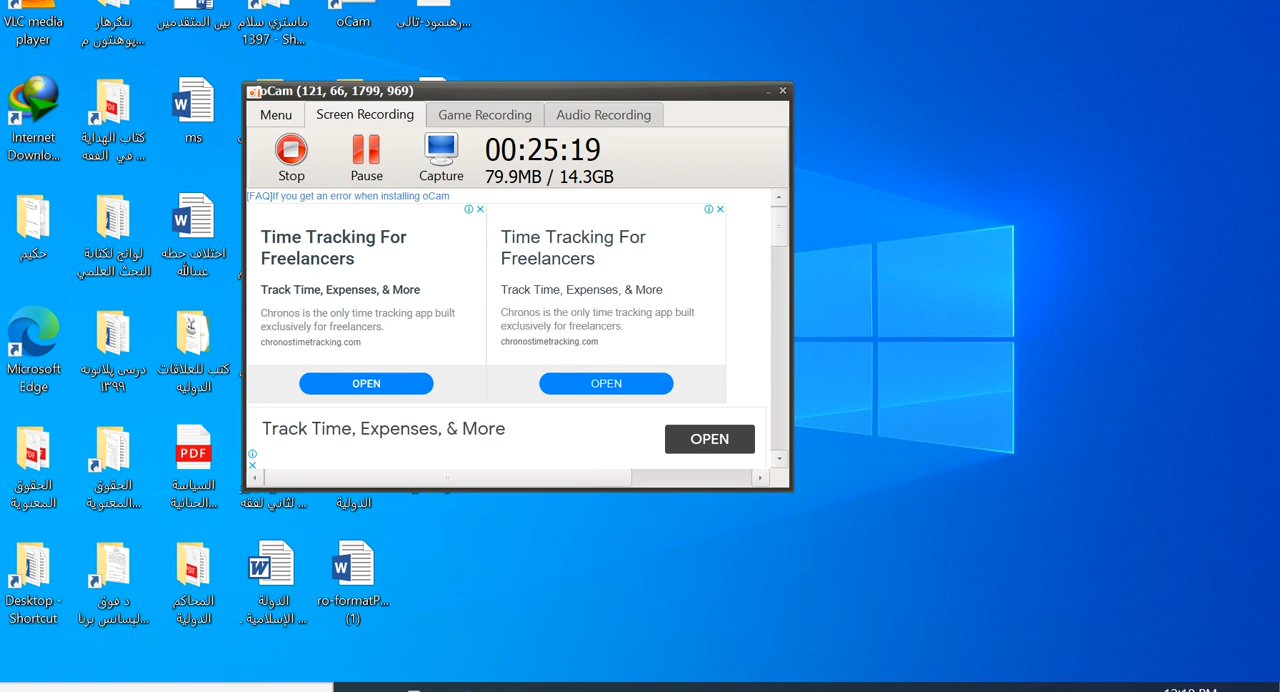 VLC media
player
ننگرهار
پوهنتون م...
بين المتقدمين
ماستري سلام
1397 - Sh...
oCam
رهنمود-تالی...
Internet
Downlo...
كتاب الهداية
في الفقه ...
ms
حکیم
لوائح لكتابة
البحث العلمي
اختلاف حظه
عبدالله
Microsoft
Edge
درسی پلانونه
۱۳۹۹
كتب للعلاقات
الدوليه
الحقوق
المعنوية
الحقوق
المعنوية...
السياسة
الجنائية...
ثاني لفقه ...
الدولية
Desktop -
Shortcut
د فوق
لیسانس برنا...
المحاكم
الدولية
الدولة
الإسلامية . ...
ro-formatP...
(1)
oCam (121, 66, 1799, 969)
Menu
Screen Recording
Game Recording
Audio Recording
Stop
Pause
Capture
00:25:19
79.9MB / 14.3GB
[FAQ]If you get an error when installing oCam
Time Tracking For
Freelancers
Track Time, Expenses, & More
Chronos is the only time tracking app built
exclusively for freelancers.
chronostimetracking.com
OPEN
Time Tracking For
Freelancers
Track Time, Expenses, & More
Chronos is the only time tracking app built
exclusively for freelancers.
chronostimetracking.com
OPEN
Track Time, Expenses, & More
OPEN
PDF